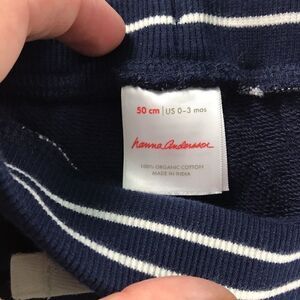 50 cm | US 0-3 mos
hanna andersson
100% ORGANIC COTTON
MADE IN INDIA